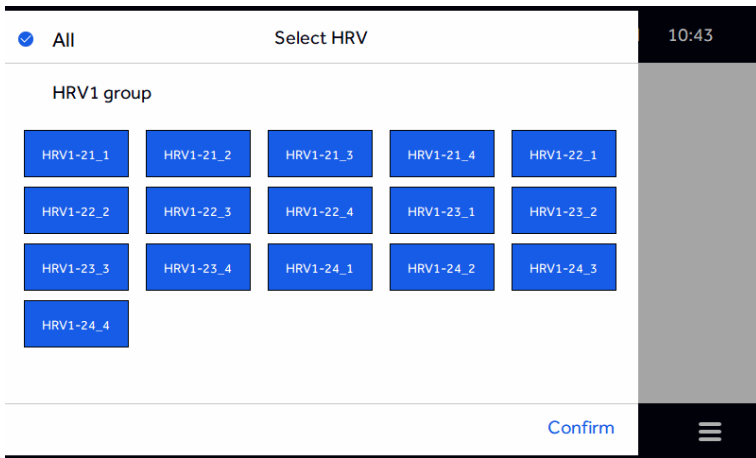 All Select HRV 10:43
HRV1 group
HRV1-21_1 HRV1-21_2 HRV1-21_3 HRV1-21_4 HRV1-22_1
HRV1-22_2 HRV1-22_3 HRV1-22_4 HRV1-23_1 HRV1-23_2
HRV1-23_3 HRV1-23_4 HRV1-24_1 HRV1-24_2 HRV1-24_3
HRV1-24_4
Confirm